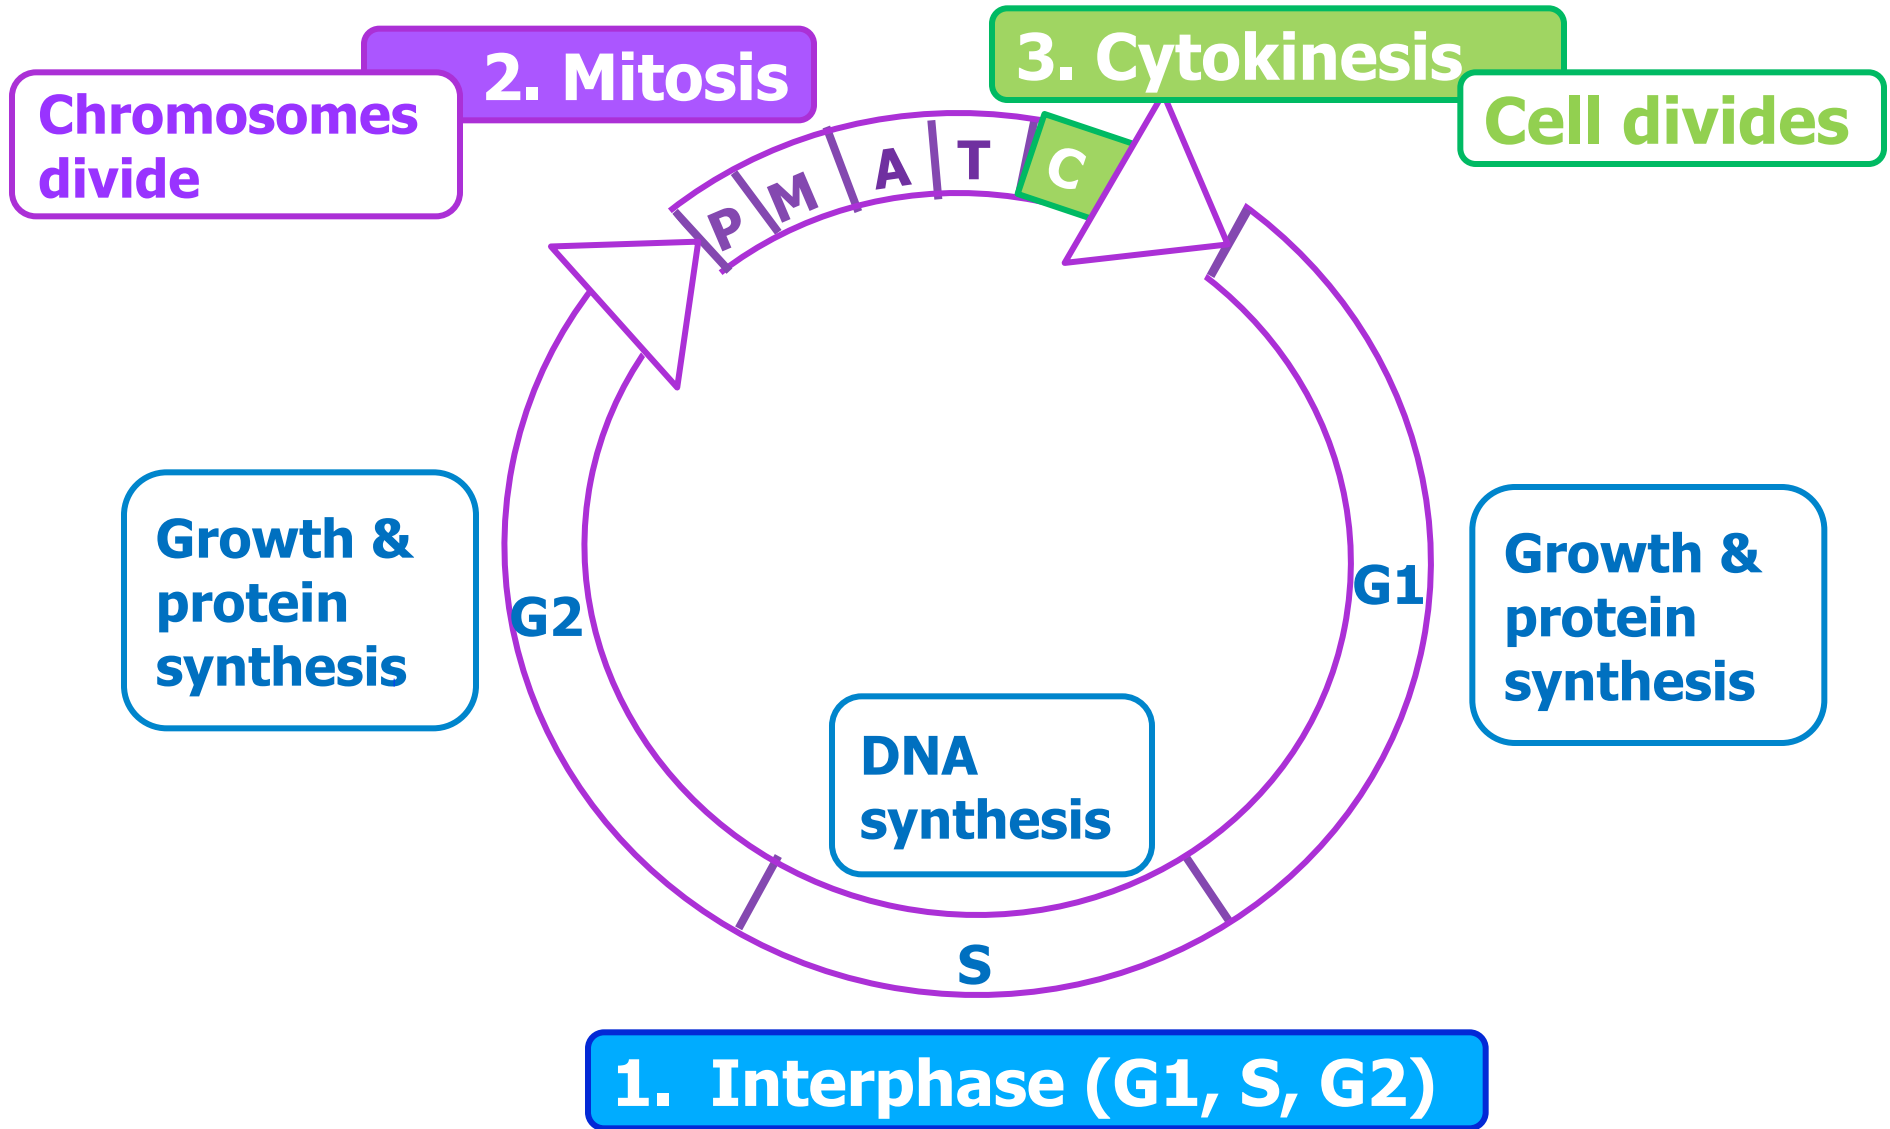 2. Mitosis
Chromosomes
divide
3. Cytokinesis
Cell divides
P
M
A
T
C
Growth &
protein
synthesis
G2
G1
Growth &
protein
synthesis
DNA
synthesis
S
1. Interphase (G1, S, G2)